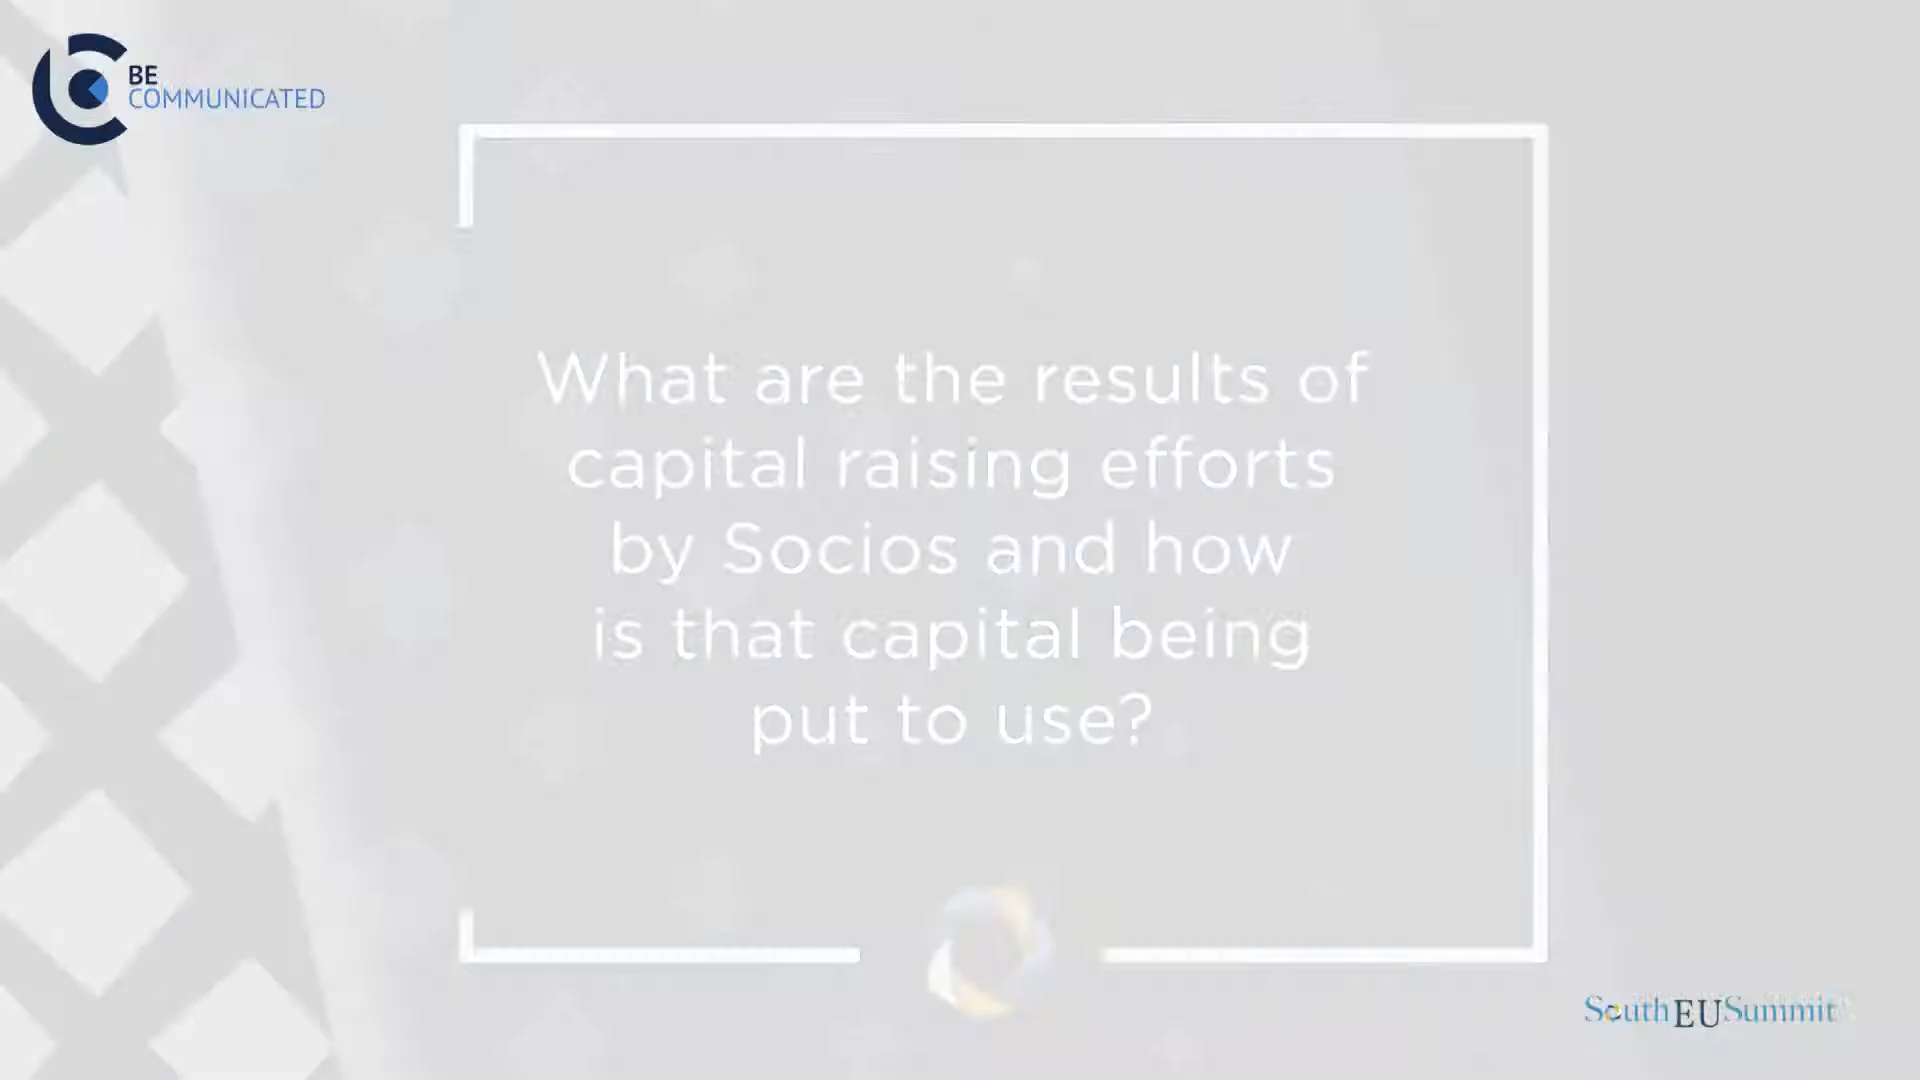 BE
COMMUNICATED
What are the results of
capital raising efforts
by Socios and how
is that capital being
put to use?
SouthEUSummit